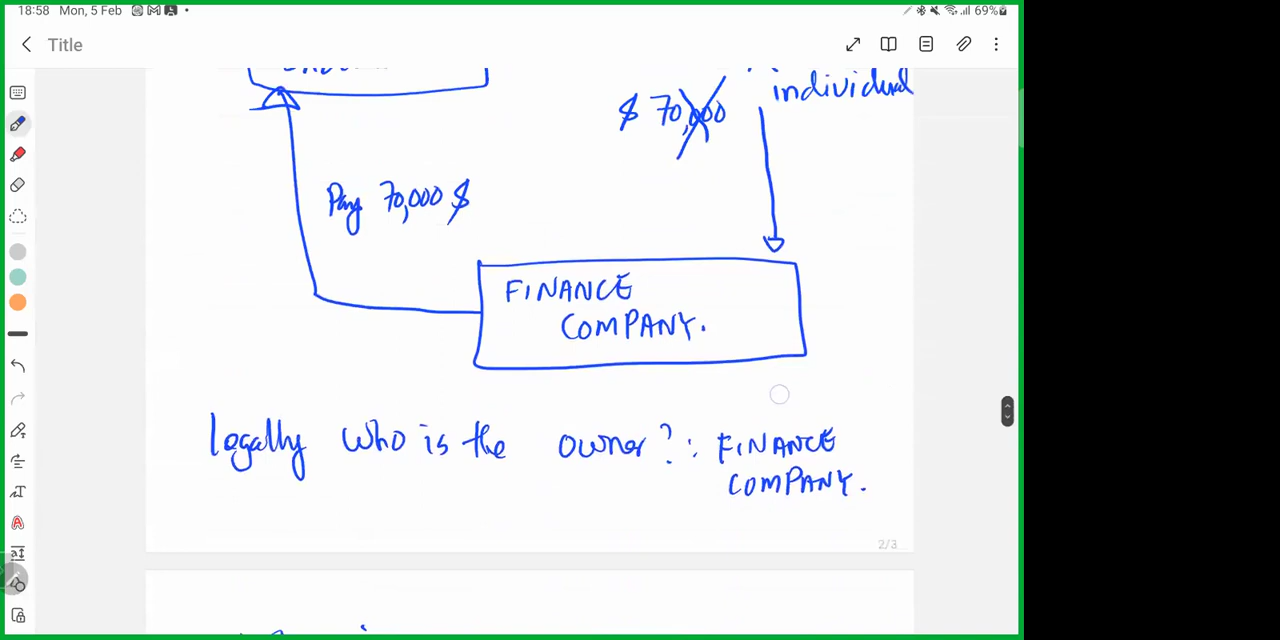 18:58 Mon, 5 Feb
69%
Title
individual
$ 70,000
Pay 70,000 $
FINANCE
COMPANY.
legally who is the owner? : FINANCE
COMPANY.
2/3